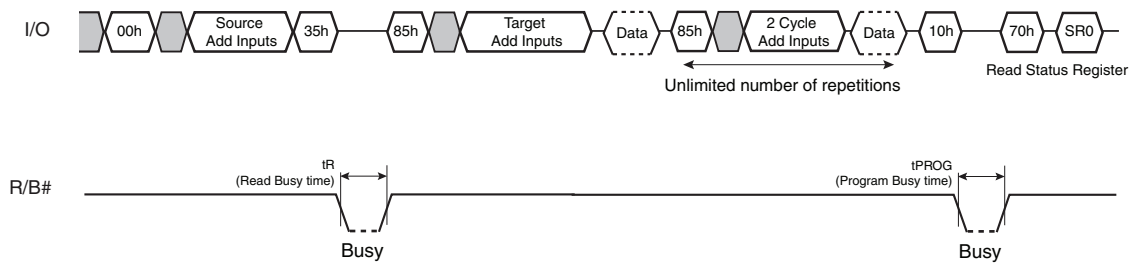 I/O
00h
Source
Add Inputs
35h
85h
Target
Add Inputs
Data
85h
2 Cycle
Add Inputs
Data
10h
70h
SR0
Unlimited number of repetitions
Read Status Register
R/B#
tR
(Read Busy time)
Busy
tPROG
(Program Busy time)
Busy